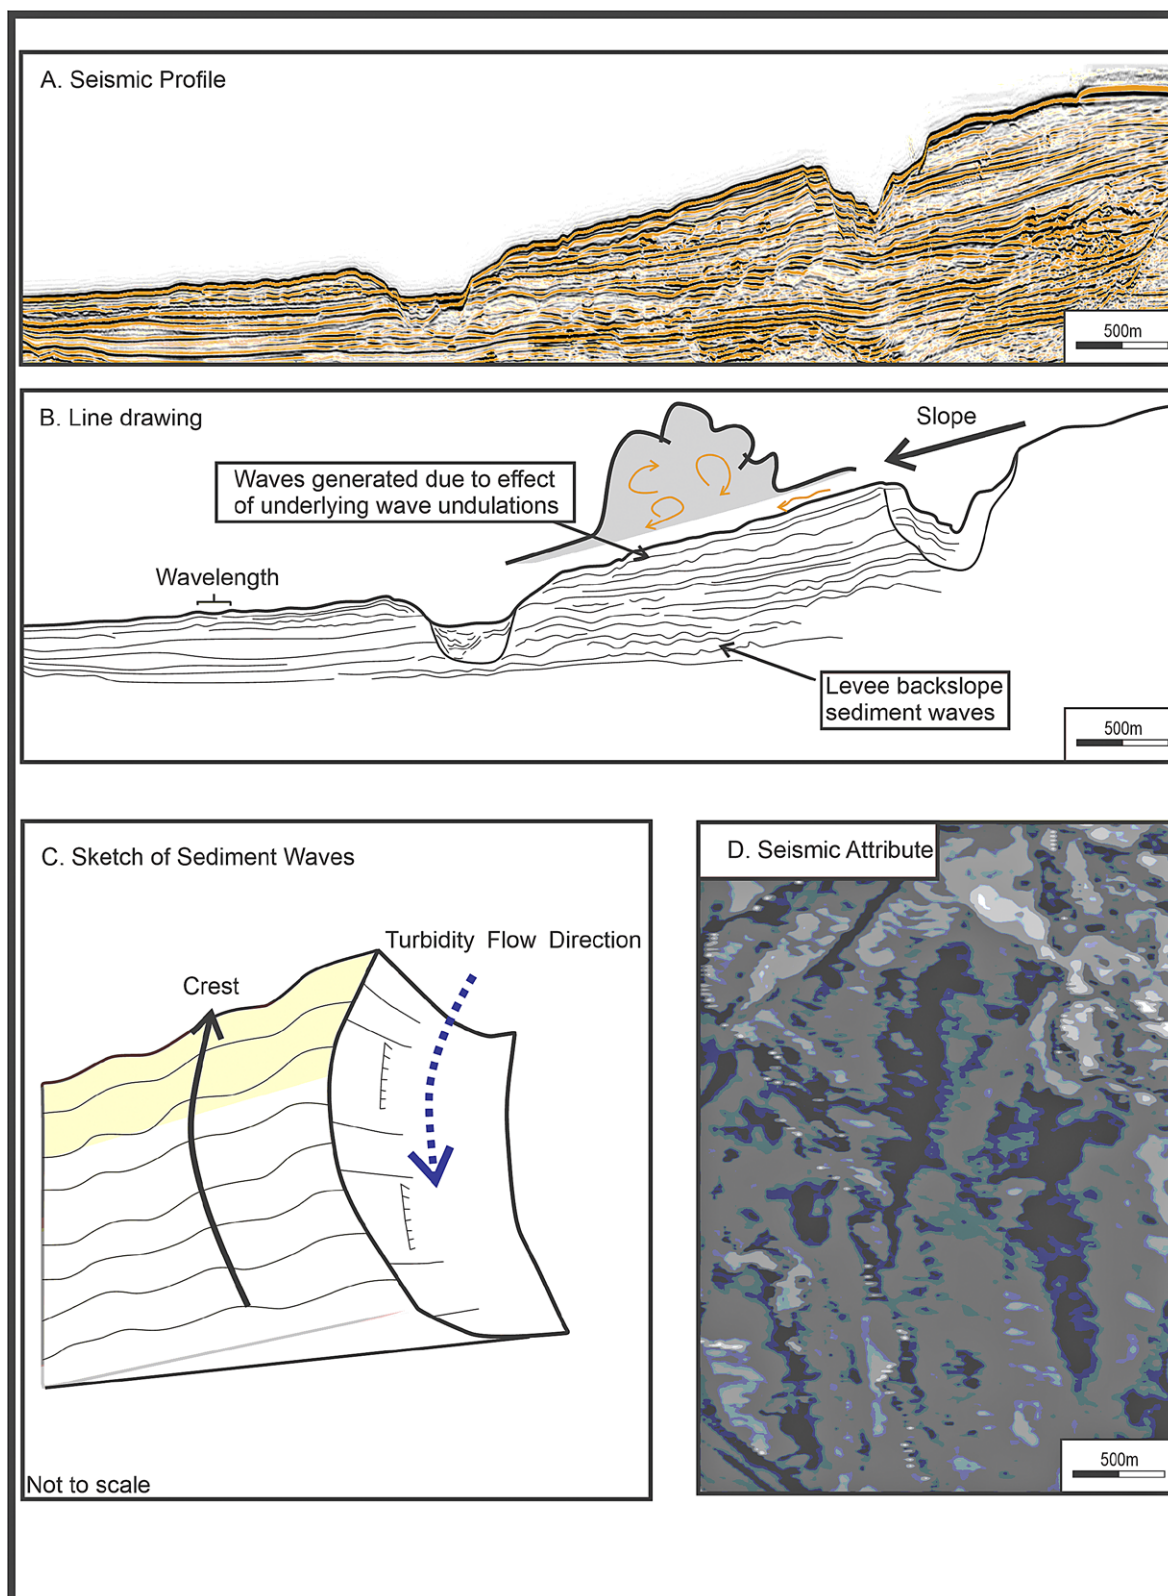 A. Seismic Profile
500m
B. Line drawing
Slope
Waves generated due to effect
of underlying wave undulations
Wavelength
Levee backslope
sediment waves
500m
C. Sketch of Sediment Waves
Turbidity Flow Direction
Crest
Not to scale
D. Seismic Attribute
500m